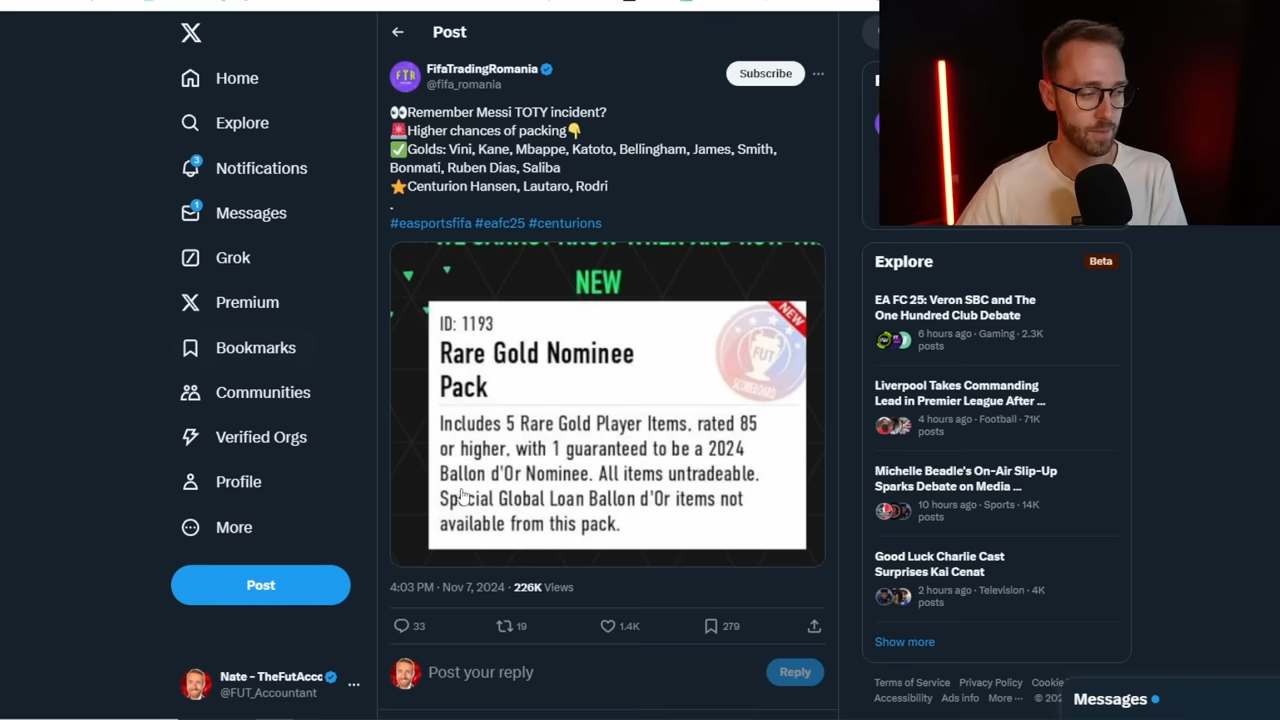 Home
Explore
3
Notifications
1
Messages
Grok
Premium
Bookmarks
Communities
Verified Orgs
Profile
More
Post
Nate - TheFutAcco
@FUT_Accountant
Post
FTR
FifaTradingRomania
@fifa_romania
Subscribe
👀Remember Messi TOTY incident?
🚨Higher chances of packing👇
✅Golds: Vini, Kane, Mbappe, Katoto, Bellingham, James, Smith,
Bonmati, Ruben Dias, Saliba
⭐Centurion Hansen, Lautaro, Rodri
.
#easportsfifa #eafc25 #centurions
NEW
ID: 1193
NEW
Rare Gold Nominee
Pack
FUT
SCOREBOARD
Includes 5 Rare Gold Player Items, rated 85
or higher, with 1 guaranteed to be a 2024
Ballon d'Or Nominee. All items untradeable.
Special Global Loan Ballon d'Or items not
available from this pack.
4:03 PM · Nov 7, 2024 · 226K Views
33
19
1.4K
279
Post your reply
Reply
Explore
Beta
EA FC 25: Veron SBC and The
One Hundred Club Debate
6 hours ago · Gaming · 2.3K
posts
Liverpool Takes Commanding
Lead in Premier League After ...
4 hours ago · Football · 71K
posts
Michelle Beadle's On-Air Slip-Up
Sparks Debate on Media ...
10 hours ago · Sports · 14K
posts
Good Luck Charlie Cast
Surprises Kai Cenat
2 hours ago · Television · 4K
posts
Show more
Terms of Service Privacy Policy Cookie
Accessibility Ads info More ··· © 202
Messages